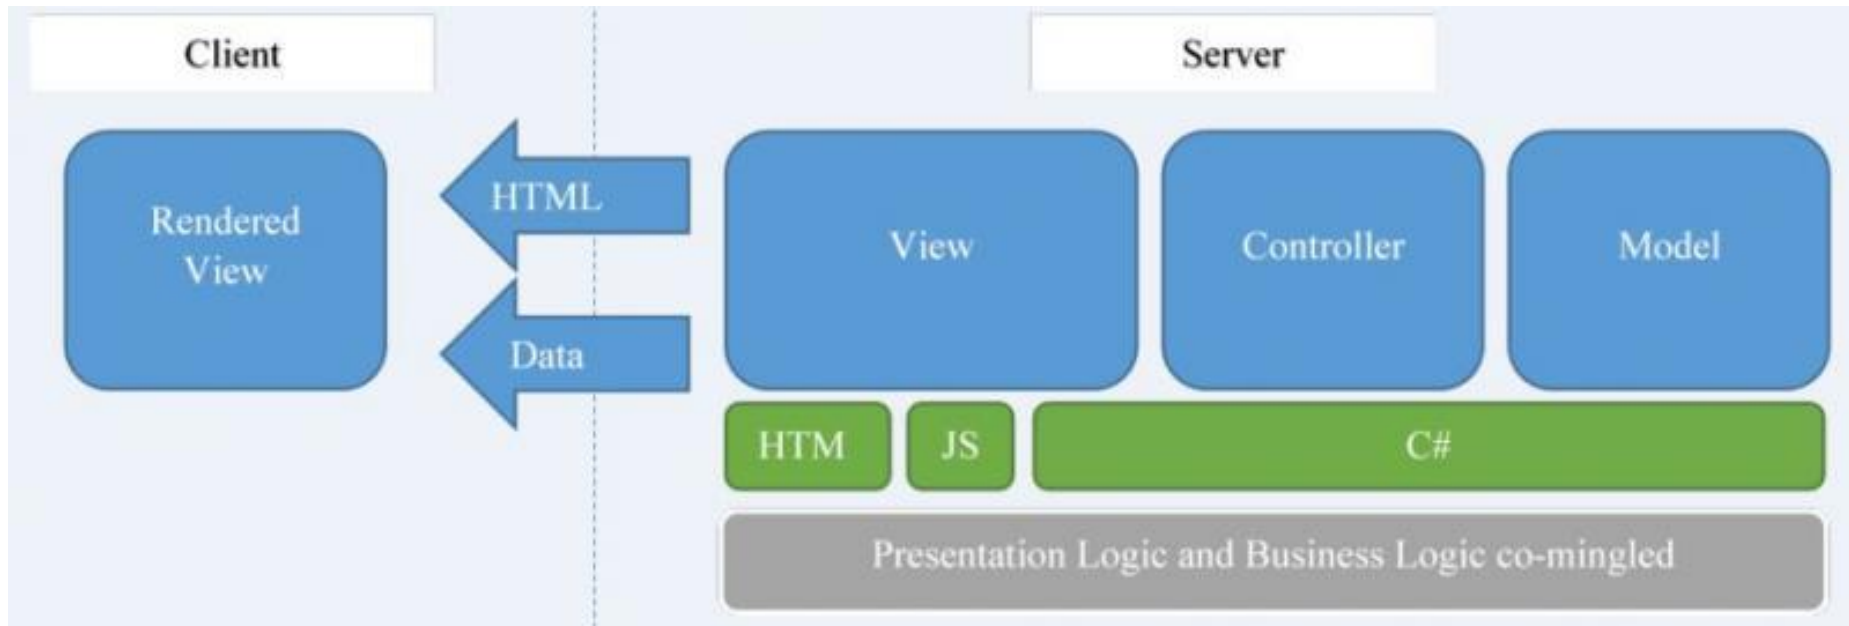 Client
Server
Rendered
View
HTML
Data
View
Controller
Model
HTM
JS
C#
Presentation Logic and Business Logic co-mingled